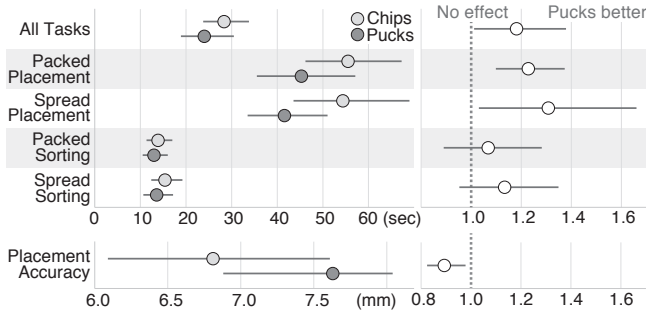 No effect Pucks better
All Tasks
Chips
Pucks
Packed
Placement
Spread
Placement
Packed
Sorting
Spread
Sorting
0 10 20 30 40 50 60 (sec)
1.0 1.2 1.4 1.6
Placement
Accuracy
6.0 6.5 7.0 7.5 (mm)
0.8 1.0 1.2 1.4 1.6